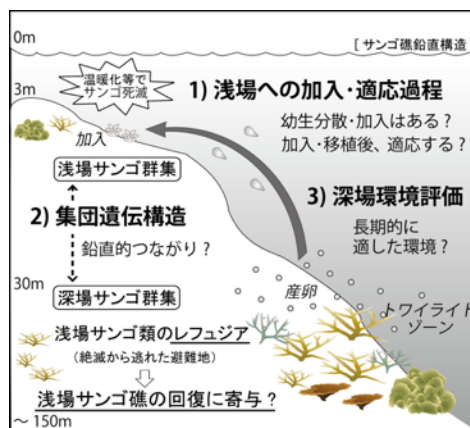 0m
[ サンゴ礁鉛直構造 ]
温暖化等で
サンゴ死滅
3m
1) 浅場への加入・適応過程
幼生分散・加入はある?
加入・移植後、適応する?
加入
浅場サンゴ群集
2) 集団遺伝構造
鉛直的つながり?
3) 深場環境評価
長期的に
適した環境?
30m
深場サンゴ群集
産卵
トワイライト
ゾーン
浅場サンゴ類のレフュジア
(絶滅から逃れた避難地)
浅場サンゴ礁の回復に寄与?
~ 150m